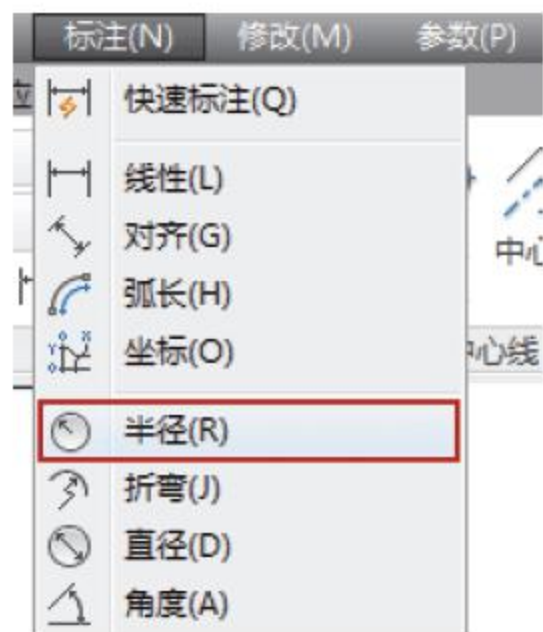 标注(N) 修改(M) 参数(P)
快速标注(Q)
线性(L)
对齐(G)
中心
弧长(H)
坐标(O)
中心线
半径(R)
折弯(J)
直径(D)
角度(A)